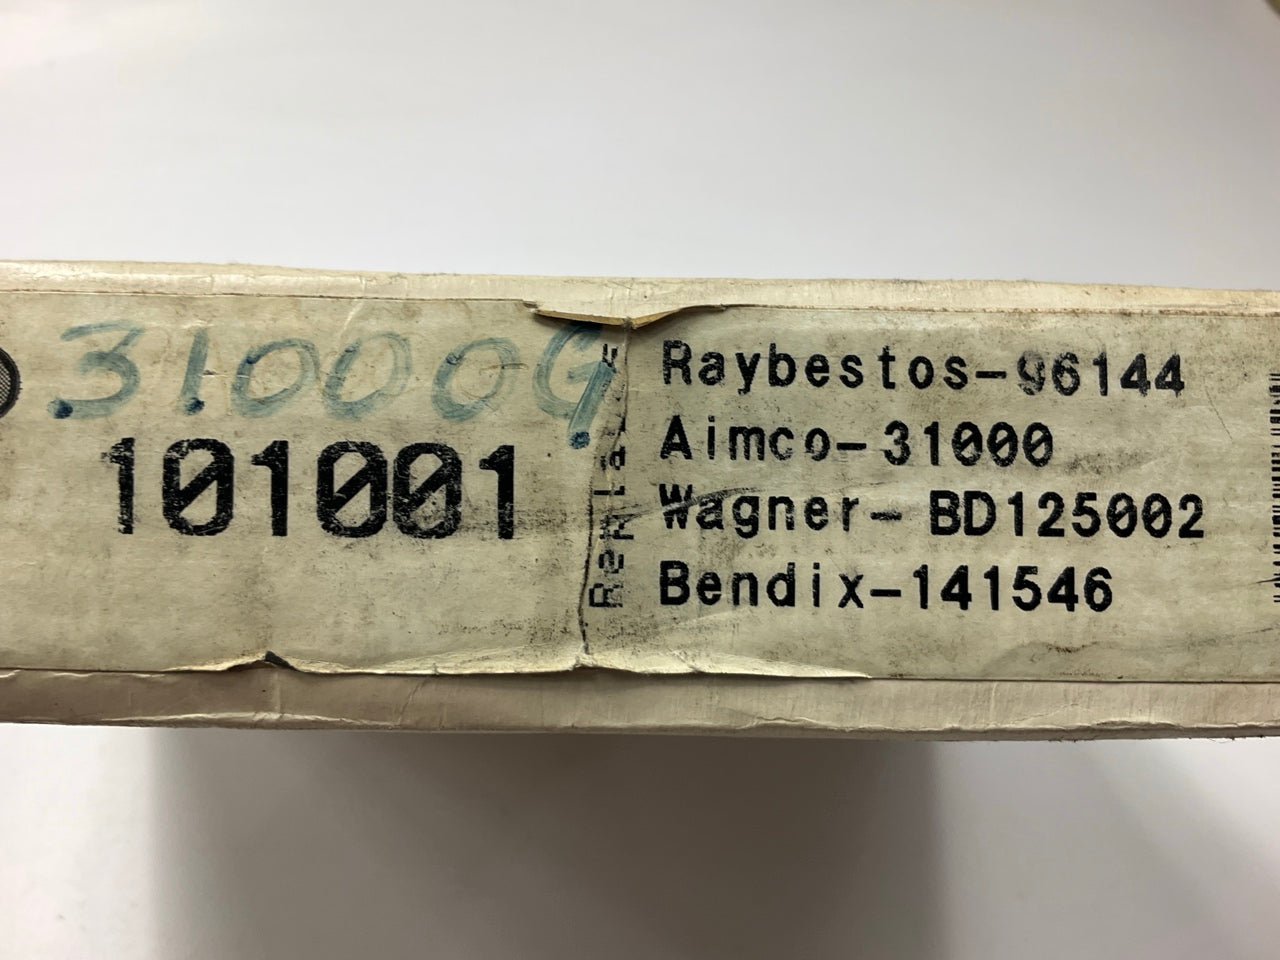 31000G
101001
Raybestos-96144
Aimco-31000
Wagner-BD125002
Bendix-141546